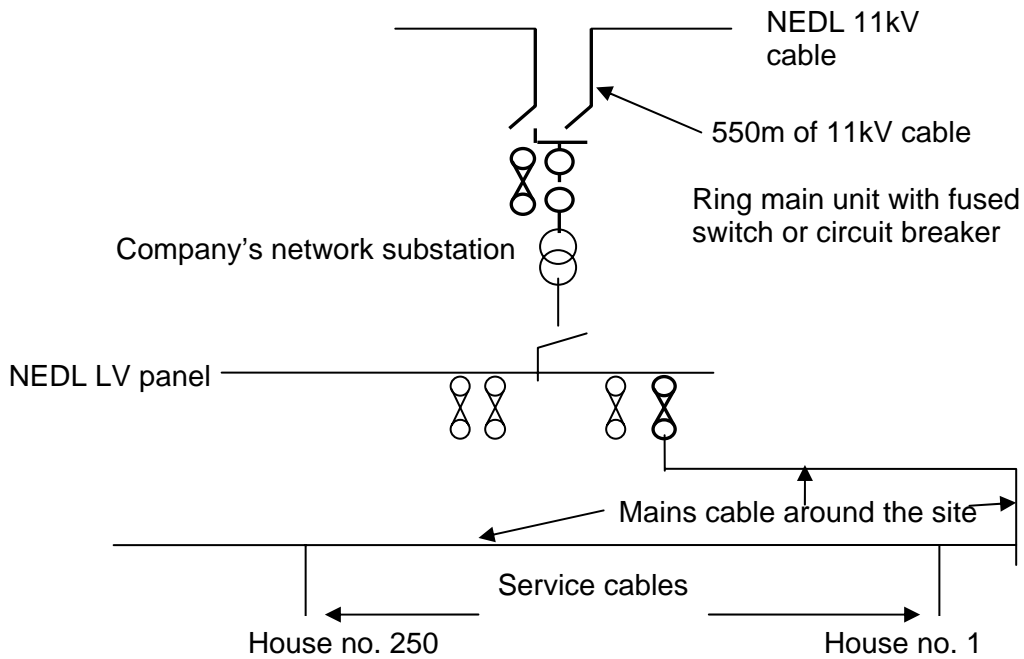 NEDL 11kV
cable
550m of 11kV cable
Ring main unit with fused
switch or circuit breaker
Company’s network substation
NEDL LV panel
Mains cable around the site
Service cables
House no. 250
House no. 1